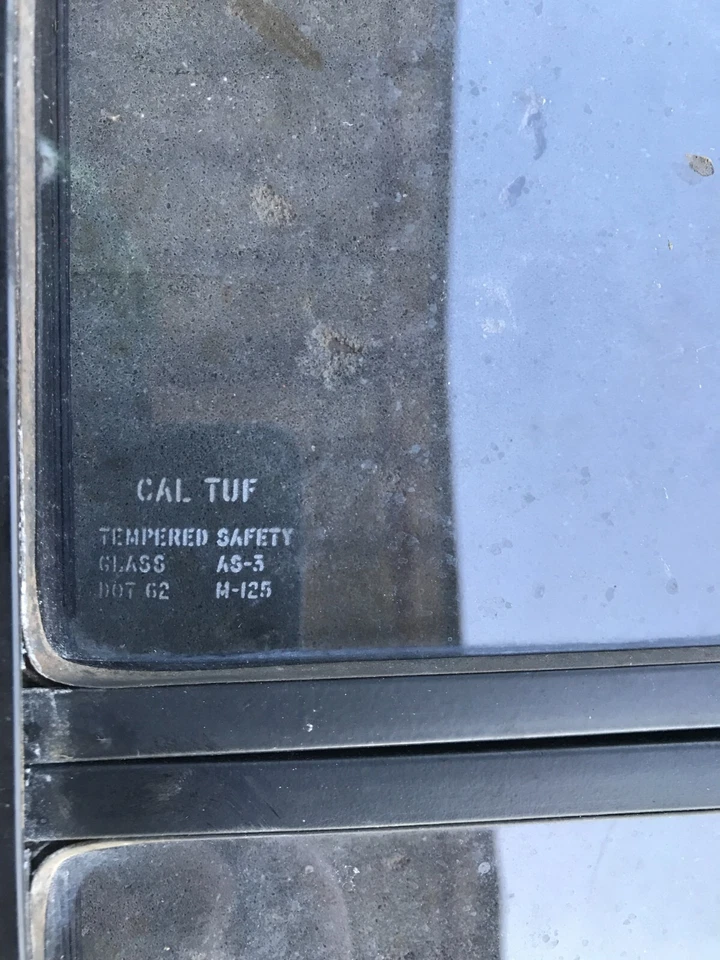 CAL TUF
TEMPERED SAFETY
GLASS AS-3
DOT 62 M-125